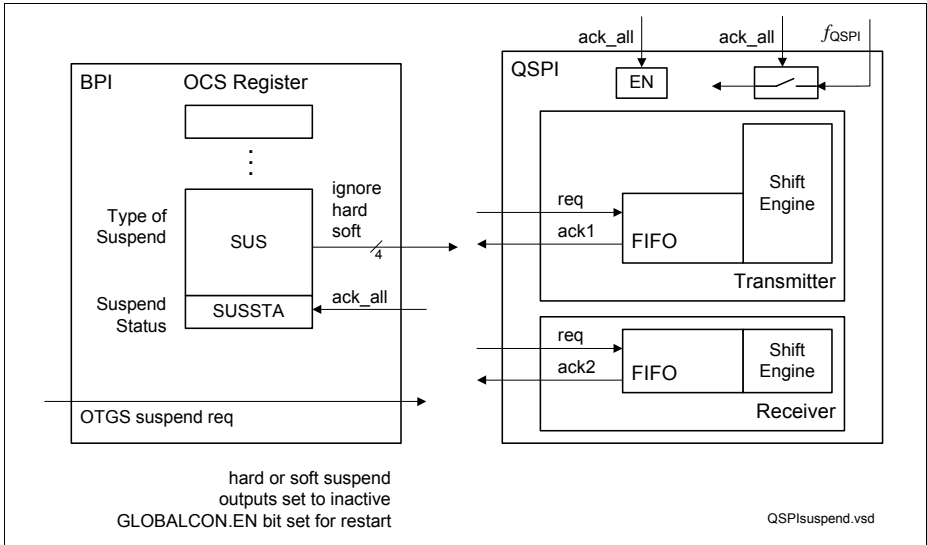 ack_all
ack_all
fQSPI
BPI
OCS Register
QSPI
EN
Type of
Suspend
SUS
ignore
hard
soft
4
Suspend
Status
SUSSTA
ack_all
OTGS suspend req
req
ack1
FIFO
Shift
Engine
Transmitter
req
ack2
FIFO
Shift
Engine
Receiver
hard or soft suspend
outputs set to inactive
GLOBALCON.EN bit set for restart
QSPIsuspend.vsd